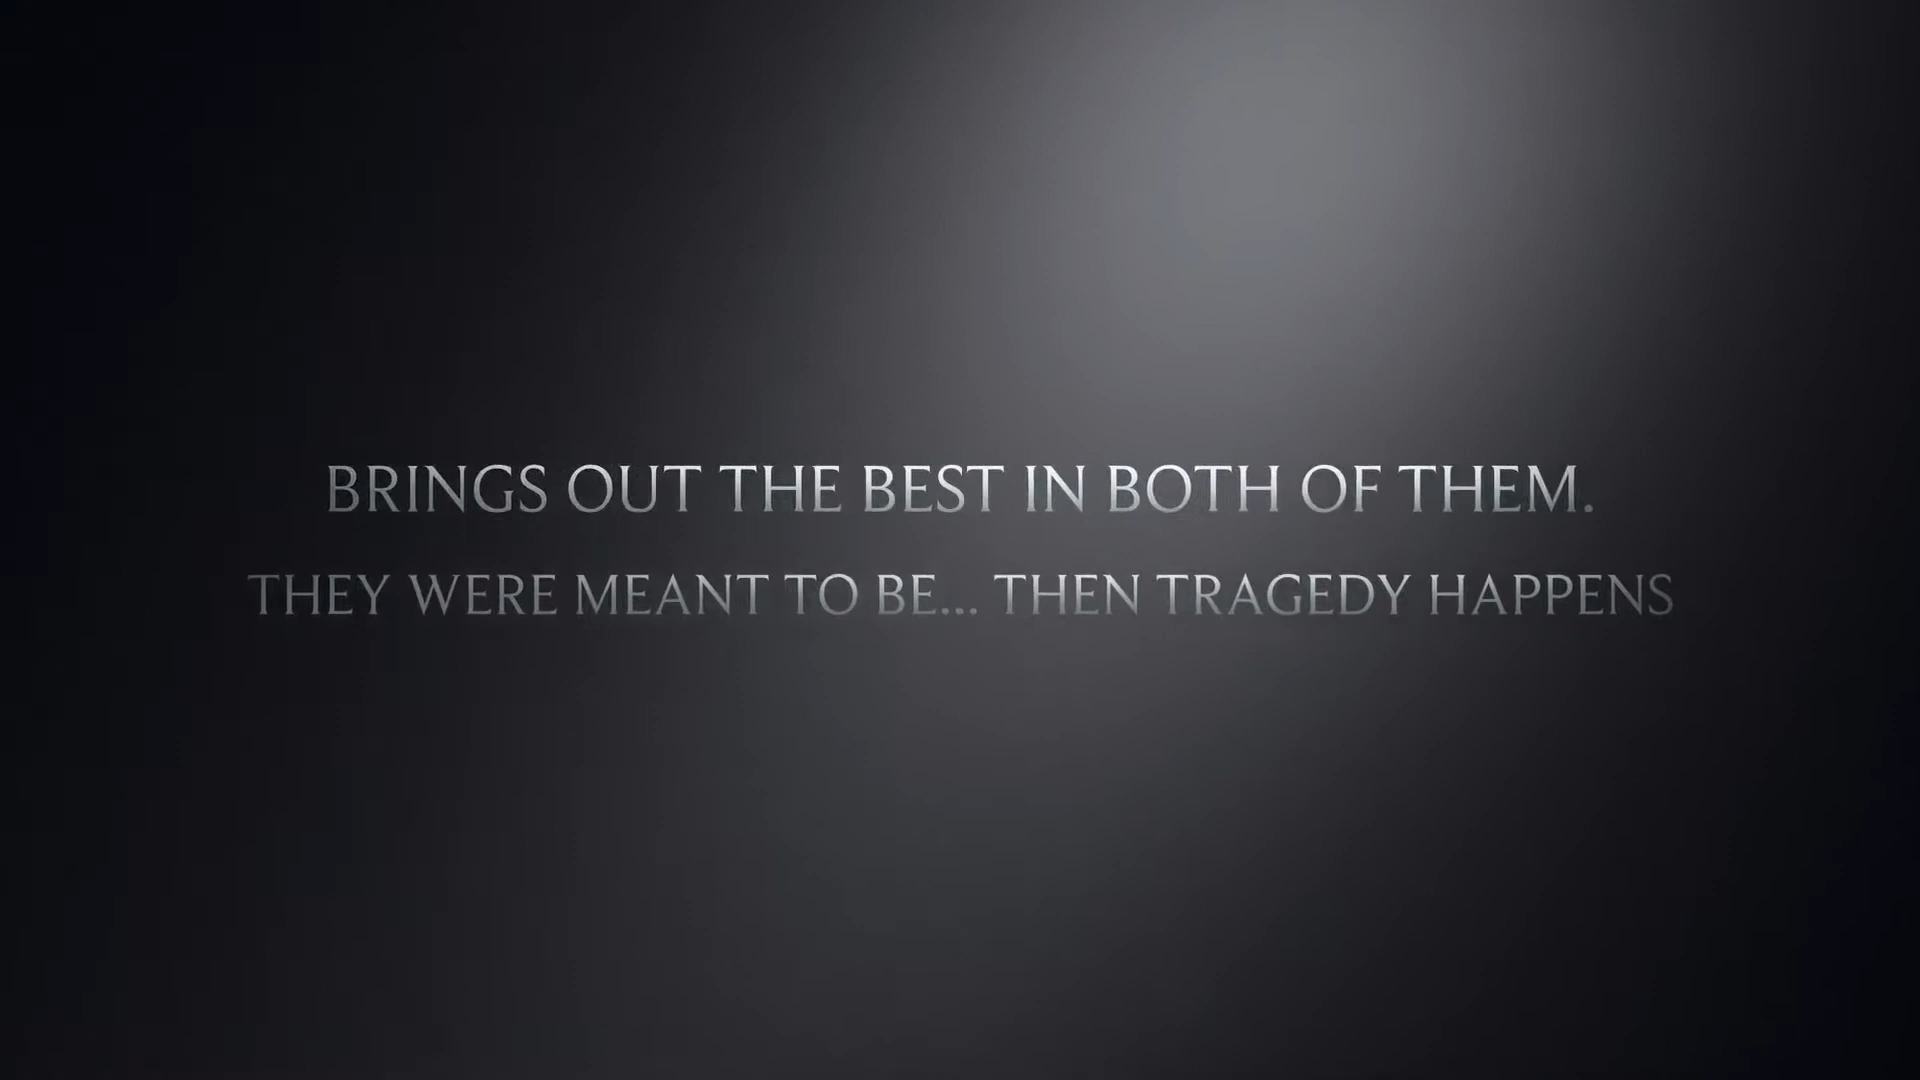 BRINGS OUT THE BEST IN BOTH OF THEM.
THEY WERE MEANT TO BE... THEN TRAGEDY HAPPENS